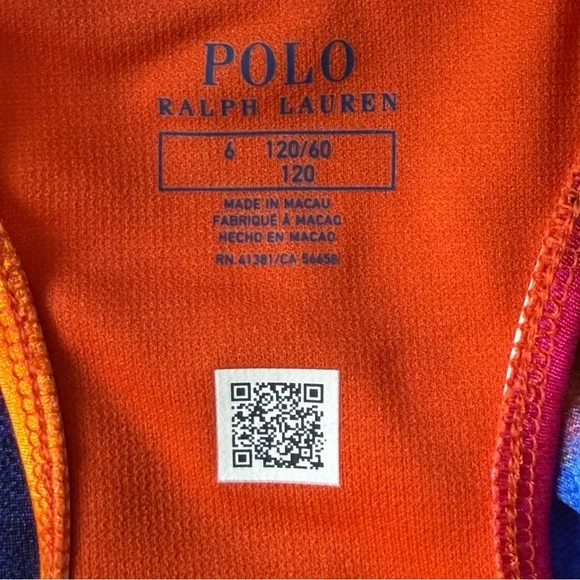 POLO
RALPH LAUREN
6 120/60
120
MADE IN MACAU
FABRIQUÉ À MACAO
HECHO EN MACAO
RN 41381/CA 56658